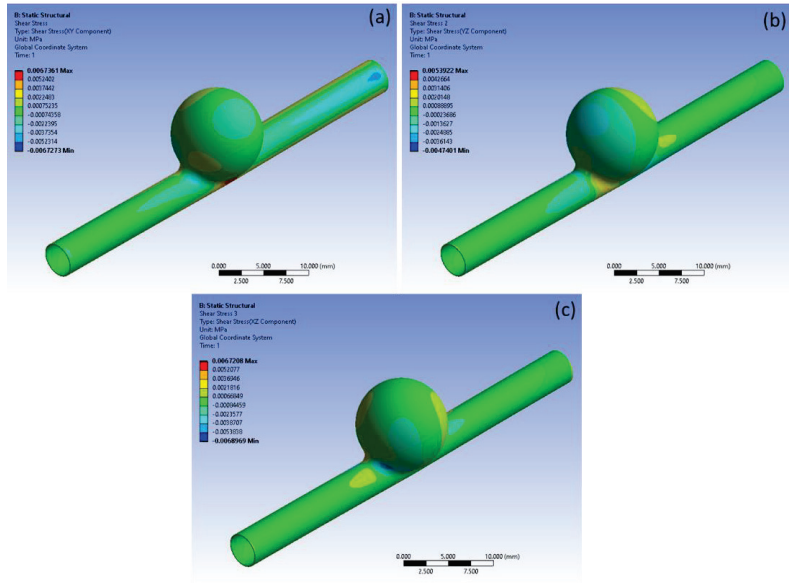 (a)
B: Static Structural
Shear Stress
Type: Shear Stress(XY Component)
Unit: MPa
Global Coordinate System
Time: 1
0.0067361 Max
0.0052402
0.0037442
0.0022483
0.00075235
-0.00074358
-0.0022395
-0.0037354
-0.0052314
-0.0067273 Min
0.000 5.000 10.000 (mm)
2.500 7.500
(b)
B: Static Structural
Shear Stress 2
Type: Shear Stress(YZ Component)
Unit: MPa
Global Coordinate System
Time: 1
0.0053922 Max
0.0042664
0.0031406
0.0020148
0.00088895
-0.00023686
-0.0013627
-0.0024885
-0.0036143
-0.0047401 Min
0.000 5.000 10.000 (mm)
2.500 7.500
(c)
B: Static Structural
Shear Stress 3
Type: Shear Stress(XZ Component)
Unit: MPa
Global Coordinate System
Time: 1
0.0067208 Max
0.0052077
0.0036946
0.0021816
0.00066849
-0.00084459
-0.0023577
-0.0038707
-0.0053838
-0.0068969 Min
0.000 5.000 10.000 (mm)
2.500 7.500